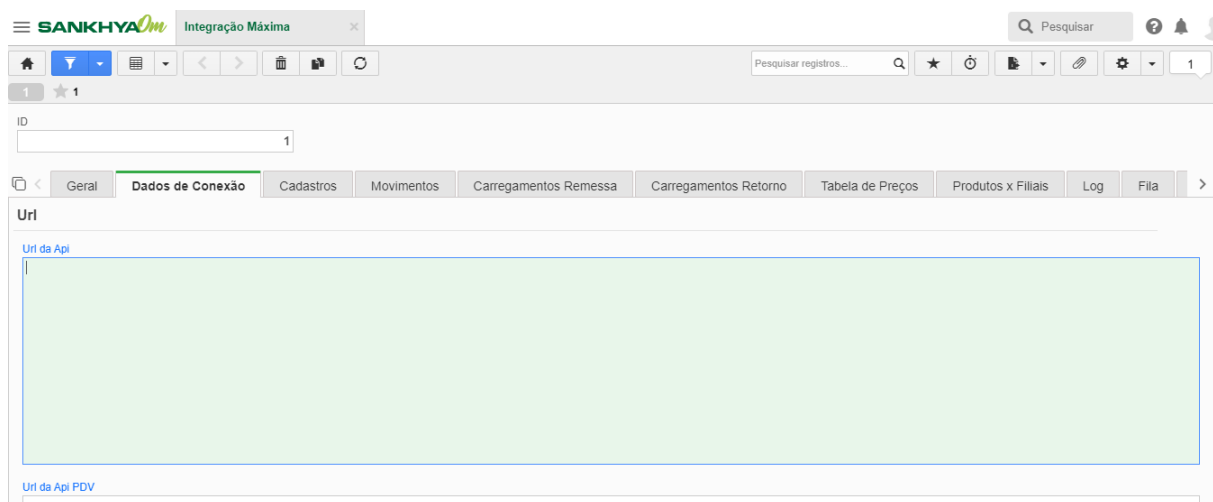 SANKHYA Om Integração Máxima Pesquisar
Pesquisar registros... 1
1 1
ID
1
Geral Dados de Conexão Cadastros Movimentos Carregamentos Remessa Carregamentos Retorno Tabela de Preços Produtos x Filiais Log Fila
Url
Url da Api
Url da Api PDV